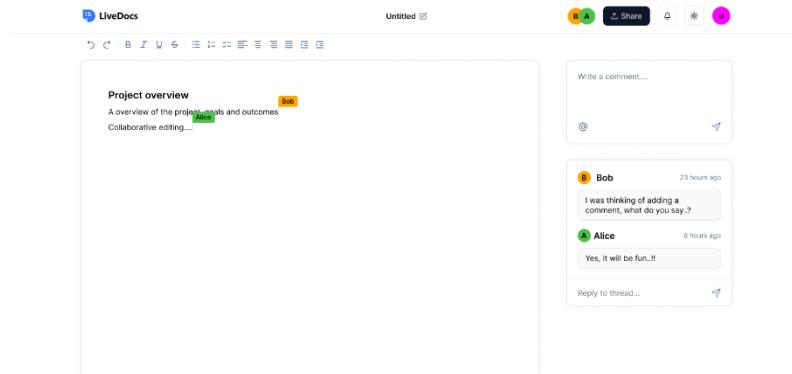 LiveDocs
Untitled
B A
Share
U
B I U S
Project overview
Bob
A overview of the project goals and outcomes
Alice
Collaborative editing....
Write a comment....
@
B Bob 23 hours ago
I was thinking of adding a
comment, what do you say..?
A Alice 6 hours ago
Yes, it will be fun..!!
Reply to thread...